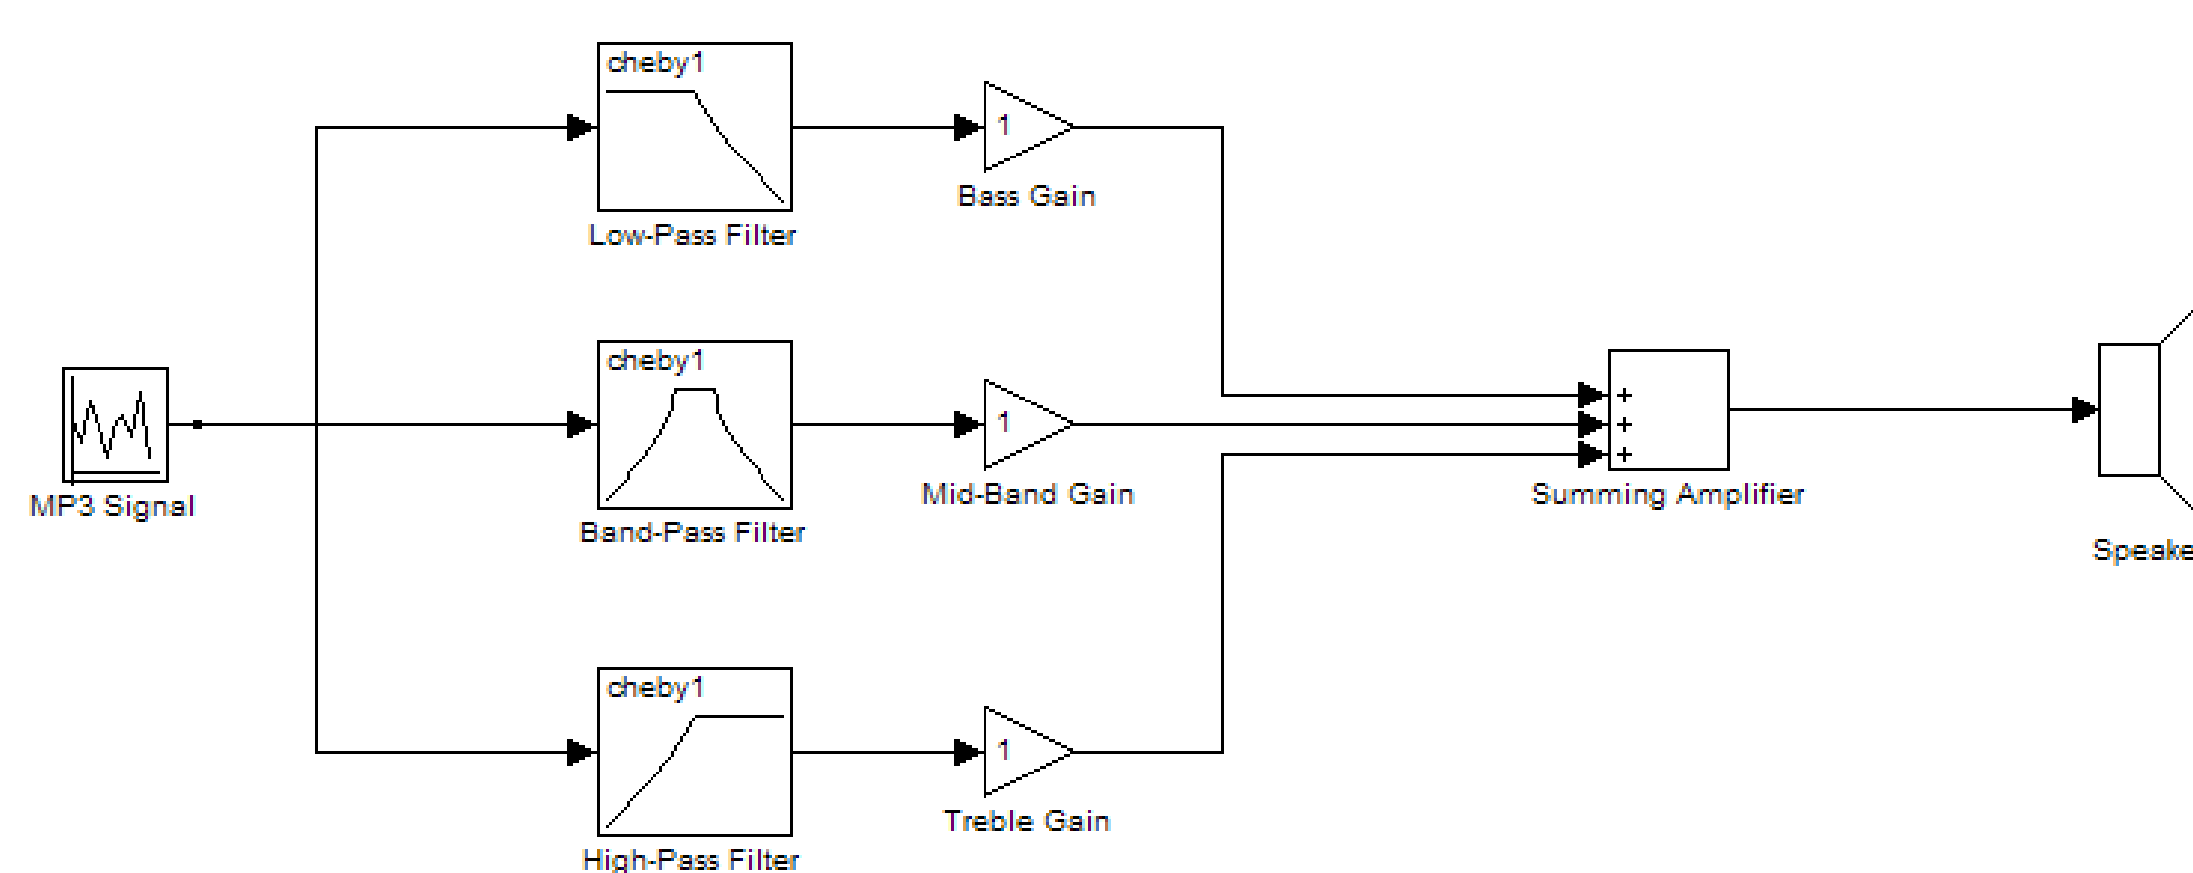 cheby1
1
Bass Gain
Low-Pass Filter
cheby1
1
MP3 Signal
Band-Pass Filter
Mid-Band Gain
+
+
+
Summing Amplifier
Speake
cheby1
1
Treble Gain
High-Pass Filter